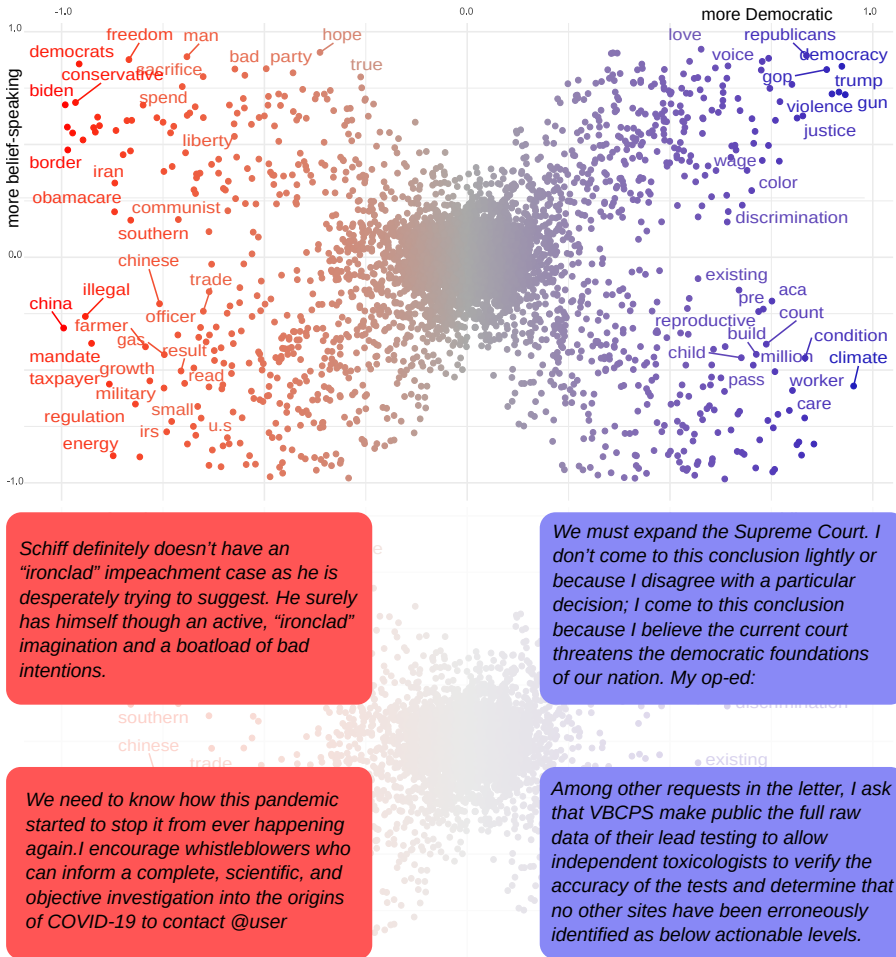 -1.0 0.0 more Democratic 1.0
1.0
more belief-speaking
freedom man hope love republicans
democrats bad party voice democracy
conservative sacrifice true gop trump
biden spend violence gun
liberty justice
border wage
iran color
obamacare communist discrimination
southern
0.0
chinese existing
illegal trade pre aca
china officer reproductive count
farmer gas result build condition
mandate growth child million climate
taxpayer read pass
military small worker
regulation u.s care
energy irs
-1.0
Schiff definitely doesn’t have an
“ironclad” impeachment case as he is
desperately trying to suggest. He surely
has himself though an active, “ironclad”
imagination and a boatload of bad
intentions.
We must expand the Supreme Court. I
don’t come to this conclusion lightly or
because I disagree with a particular
decision; I come to this conclusion
because I believe the current court
threatens the democratic foundations
of our nation. My op-ed:
southern discrimination
chinese existing
trade
We need to know how this pandemic
started to stop it from ever happening
again.I encourage whistleblowers who
can inform a complete, scientific, and
objective investigation into the origins
of COVID-19 to contact @user
Among other requests in the letter, I ask
that VBCPS make public the full raw
data of their lead testing to allow
independent toxicologists to verify the
accuracy of the tests and determine that
no other sites have been erroneously
identified as below actionable levels.